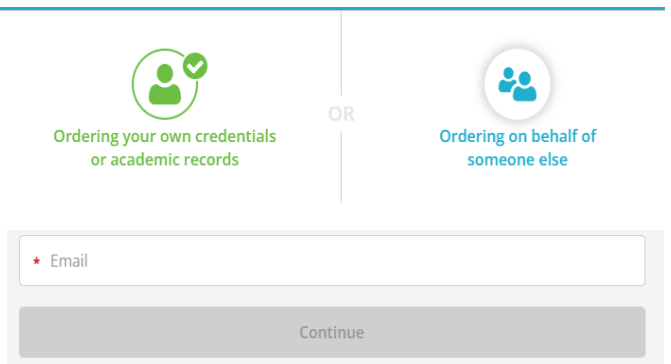 Ordering your own credentials
or academic records
OR
Ordering on behalf of
someone else
* Email
Continue